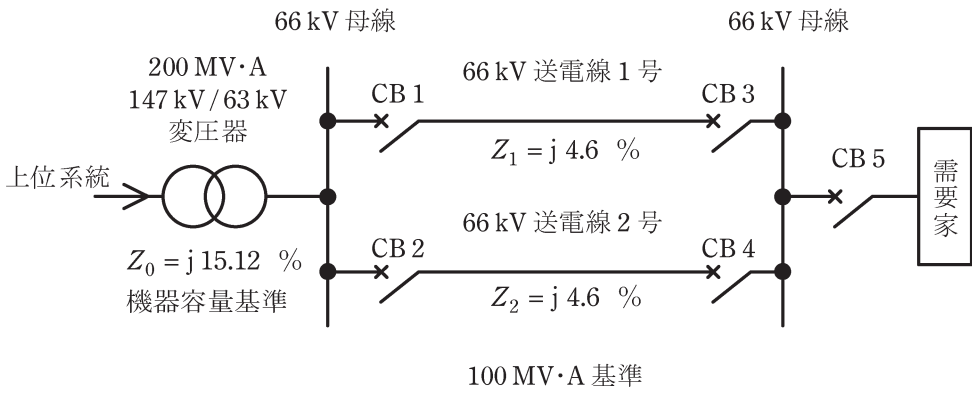 66 kV 母線
66 kV 母線
200 MV·A
147 kV/63 kV
変圧器
上位系統
Z0 = j 15.12 %
機器容量基準
CB 1
66 kV 送電線 1 号
CB 3
Z1 = j 4.6 %
CB 5
需要家
CB 2
66 kV 送電線 2 号
CB 4
Z2 = j 4.6 %
100 MV·A 基準